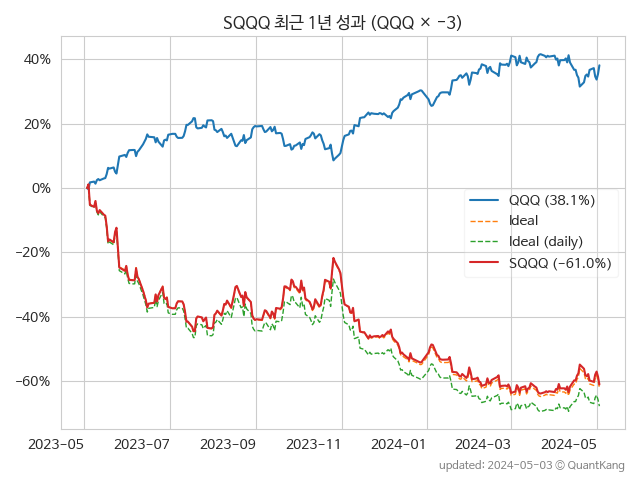 SQQQ 최근 1년 성과 (QQQ × −3)
40%
20%
0%
−20%
−40%
−60%
QQQ (38.1%)
Ideal
Ideal (daily)
SQQQ (−61.0%)
2023-05 2023-07 2023-09 2023-11 2024-01 2024-03 2024-05
updated: 2024-05-03 © QuantKang